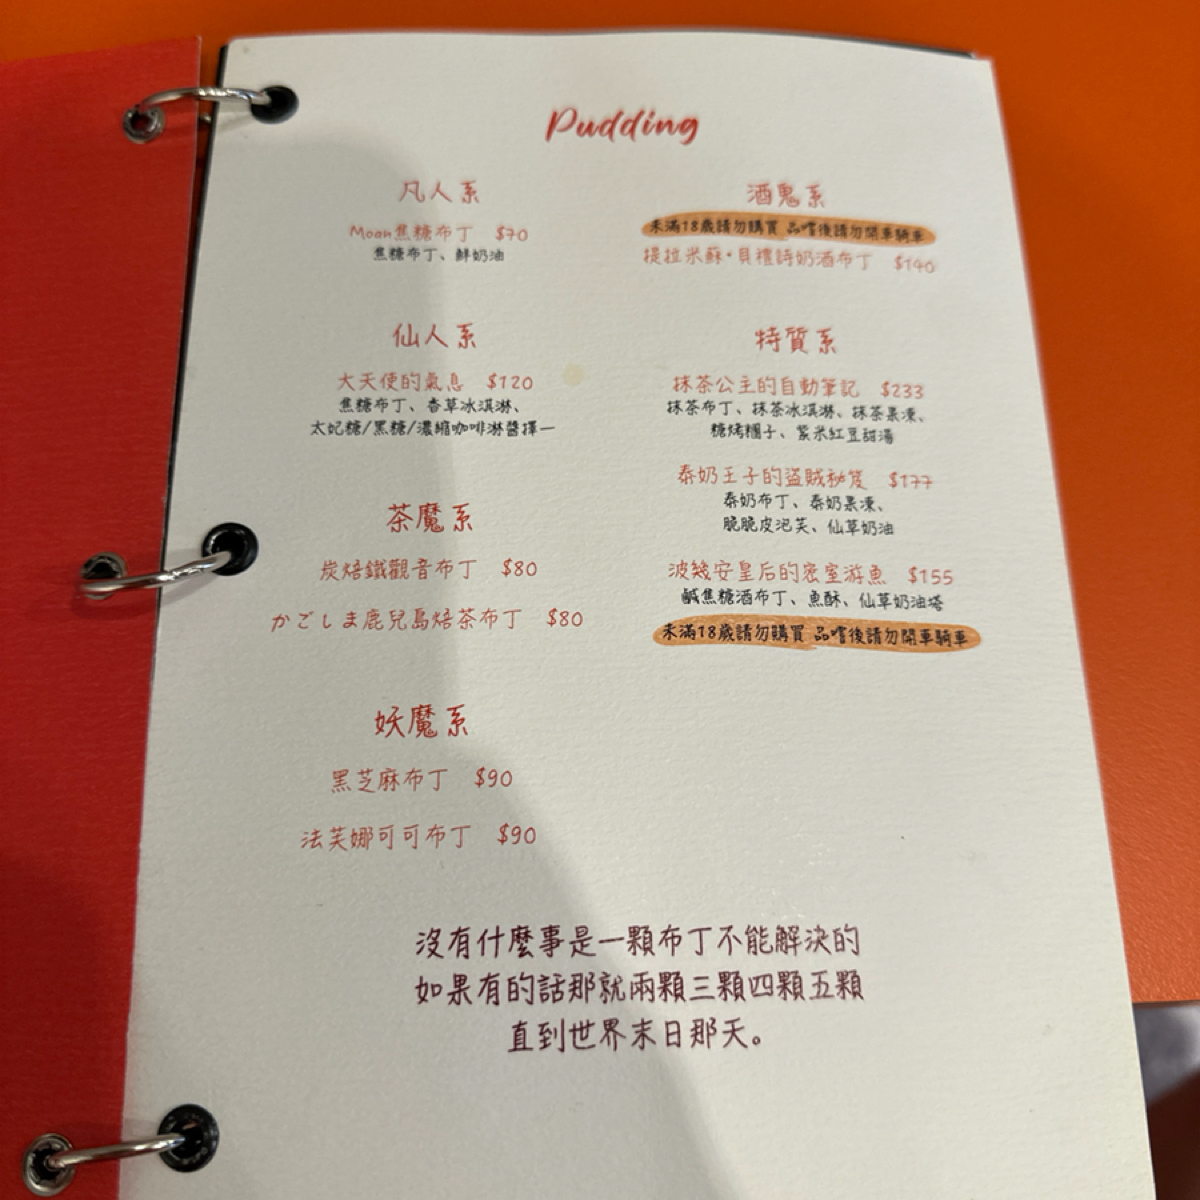 Pudding
凡人系
Moon焦糖布丁 $70
焦糖布丁、鮮奶油
仙人系
大天使的氣息 $120
焦糖布丁、香草冰淇淋、
太妃糖/黑糖/濃縮咖啡淋醬擇一
茶魔系
炭焙鐵觀音布丁 $80
かごしま鹿兒島焙茶布丁 $80
妖魔系
黑芝麻布丁 $90
法芙娜可可布丁 $90
酒鬼系
未滿18歲請勿購買 品嚐後請勿開車騎車
提拉米蘇·貝禮詩奶酒布丁 $140
特質系
抹茶公主的自動筆記 $233
抹茶布丁、抹茶冰淇淋、抹茶果凍、
糖烤糰子、紫米紅豆甜湯
泰奶王子的盜賊秘笈 $177
泰奶布丁、泰奶果凍、
脆脆皮泡芙、仙草奶油
波幾安皇后的密室游魚 $155
鹹焦糖酒布丁、魚酥、仙草奶油塔
未滿18歲請勿購買 品嚐後請勿開車騎車
沒有什麼事是一顆布丁不能解決的
如果有的話那就兩顆三顆四顆五顆
直到世界末日那天。